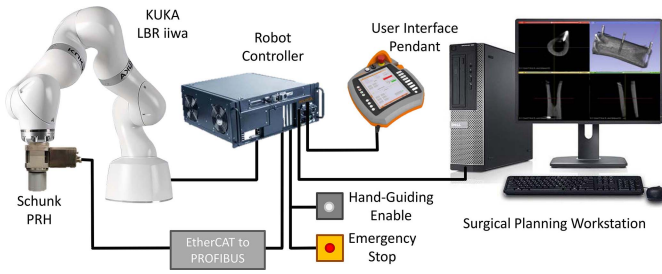 KUKA
LBR iiwa
Robot
Controller
User Interface
Pendant
KUKA
Schunk
PRH
EtherCAT to
PROFIBUS
Hand-Guiding
Enable
Emergency
Stop
Surgical Planning Workstation